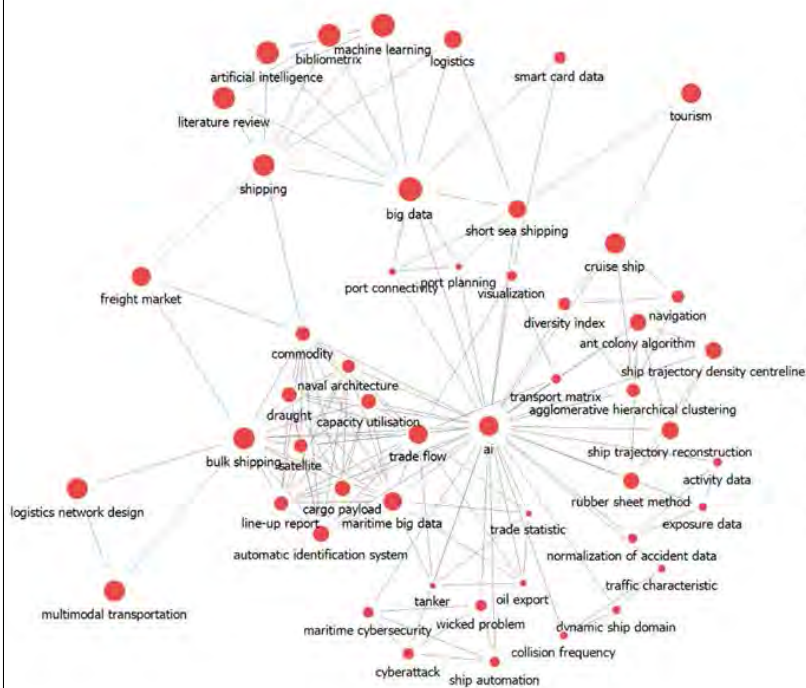 machine learning
bibliometrix
logistics
artificial intelligence
smart card data
tourism
literature review
shipping
big data
short sea shipping
cruise ship
port planning
port connectivity
visualization
freight market
diversity index
navigation
ant colony algorithm
commodity
ship trajectory density centreline
naval architecture
transport matrix
agglomerative hierarchical clustering
draught
capacity utilisation
ai
trade flow
ship trajectory reconstruction
bulk shipping
satellite
activity data
rubber sheet method
logistics network design
cargo payload
line-up report
maritime big data
exposure data
trade statistic
automatic identification system
normalization of accident data
traffic characteristic
tanker
oil export
multimodal transportation
wicked problem
maritime cybersecurity
dynamic ship domain
collision frequency
cyberattack
ship automation